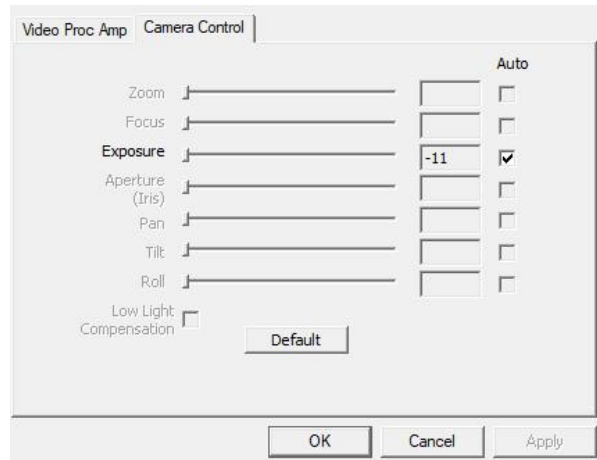 Video Proc Amp
Camera Control
Auto
Zoom
Focus
Exposure
-11
Aperture
(Iris)
Pan
Tilt
Roll
Low Light
Compensation
Default
OK
Cancel
Apply